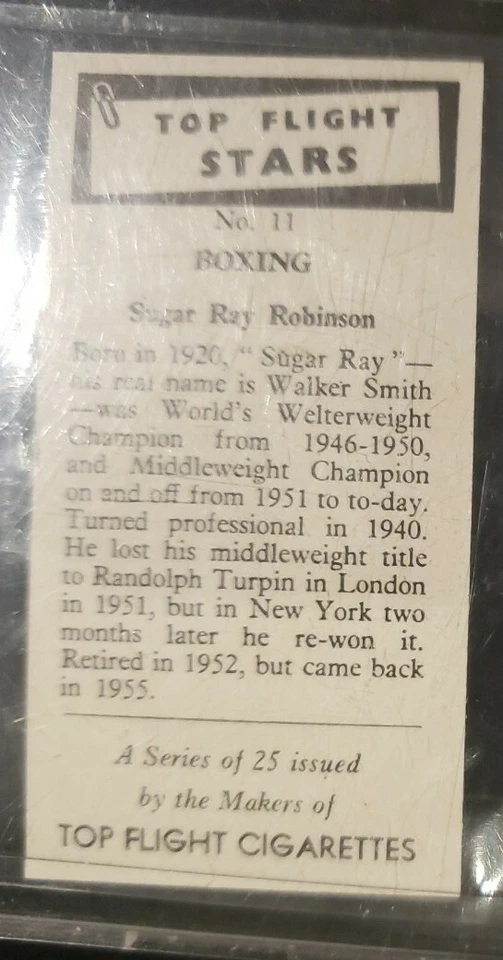 TOP FLIGHT
STARS
No. 11
BOXING
Sugar Ray Robinson
Born in 1920, "Sugar Ray"—
his real name is Walker Smith
—was World's Welterweight
Champion from 1946-1950,
and Middleweight Champion
on and off from 1951 to to-day.
Turned professional in 1940.
He lost his middleweight title
to Randolph Turpin in London
in 1951, but in New York two
months later he re-won it.
Retired in 1952, but came back
in 1955.
A Series of 25 issued
by the Makers of
TOP FLIGHT CIGARETTES